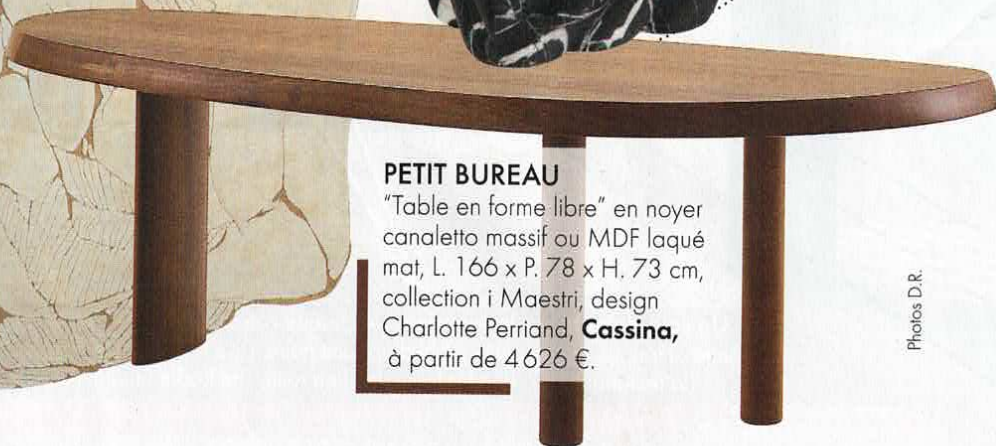 PETIT BUREAU
"Table en forme libre" en noyer
canaletto massif ou MDF laqué
mat, L. 166 x P. 78 x H. 73 cm,
collection i Maestri, design
Charlotte Perriand, Cassina,
à partir de 4 626 €.
Photos D.R.